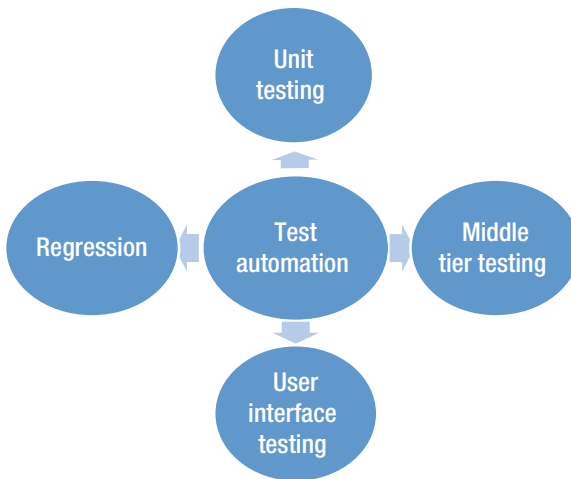 Unit
testing
Regression
Test
automation
Middle
tier testing
User
interface
testing